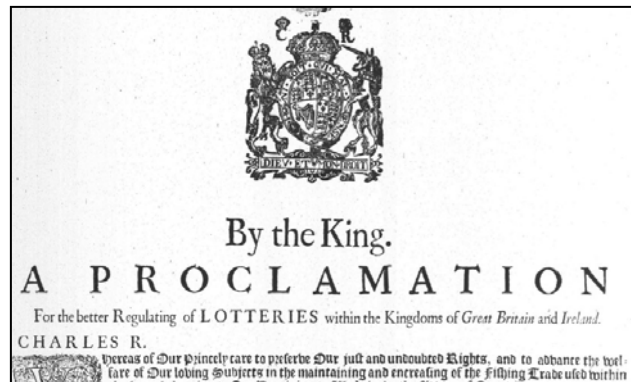 C R
DIEV ET MON DROIT
By the King.
A PROCLAMATION
For the better Regulating of LOTTERIES within the Kingdoms of Great Britain and Ireland.
CHARLES R.
Whereas of Our Princely care to preserve Our just and undoubted Rights, and to advance the wel-
fare of Our loving Subjects in the maintaining and encreasing of the Fishing Trade used within